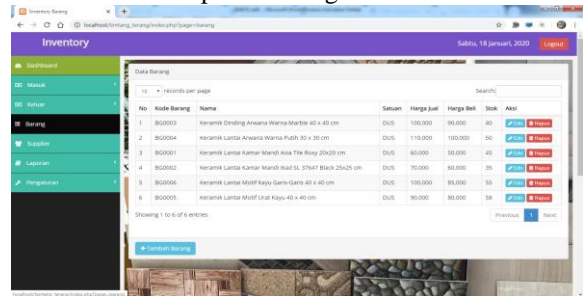 Inventory Barang
localhost/bintang_terang/index.php?page=barang
Inventory
Sabtu, 18 Januari, 2020
Logout
Dashboard
Masuk
Keluar
Barang
Supplier
Laporan
Pengaturan
Data Barang
10 records per page
Search:
No Kode Barang Nama Satuan Harga Jual Harga Beli Stok Aksi
1 BG0003 Keramik Dinding Arwana Warna Marble 40 x 40 cm DUS 100.000 90.000 40 Edit Hapus
2 BG0004 Keramik Lantai Arwana Warna Putih 30 x 30 cm DUS 110.000 100.000 50 Edit Hapus
3 BG0001 Keramik Lantai Kamar Mandi Asia Tile Roxy 20x20 cm DUS 60.000 50.000 45 Edit Hapus
4 BG0002 Keramik Lantai Kamar Mandi Ikad SL 37647 Black 25x25 cm DUS 70.000 60.000 35 Edit Hapus
5 BG0006 Keramik Lantai Motif Kayu Garis-Garis 40 x 40 cm DUS 100.000 85.000 55 Edit Hapus
6 BG0005 Keramik Lantai Motif Urat Kayu 40 x 40 cm DUS 90.000 80.000 58 Edit Hapus
Showing 1 to 6 of 6 entries
Previous 1 Next
+ Tambah Barang
localhost/bintang_terang/index.php?page=barang